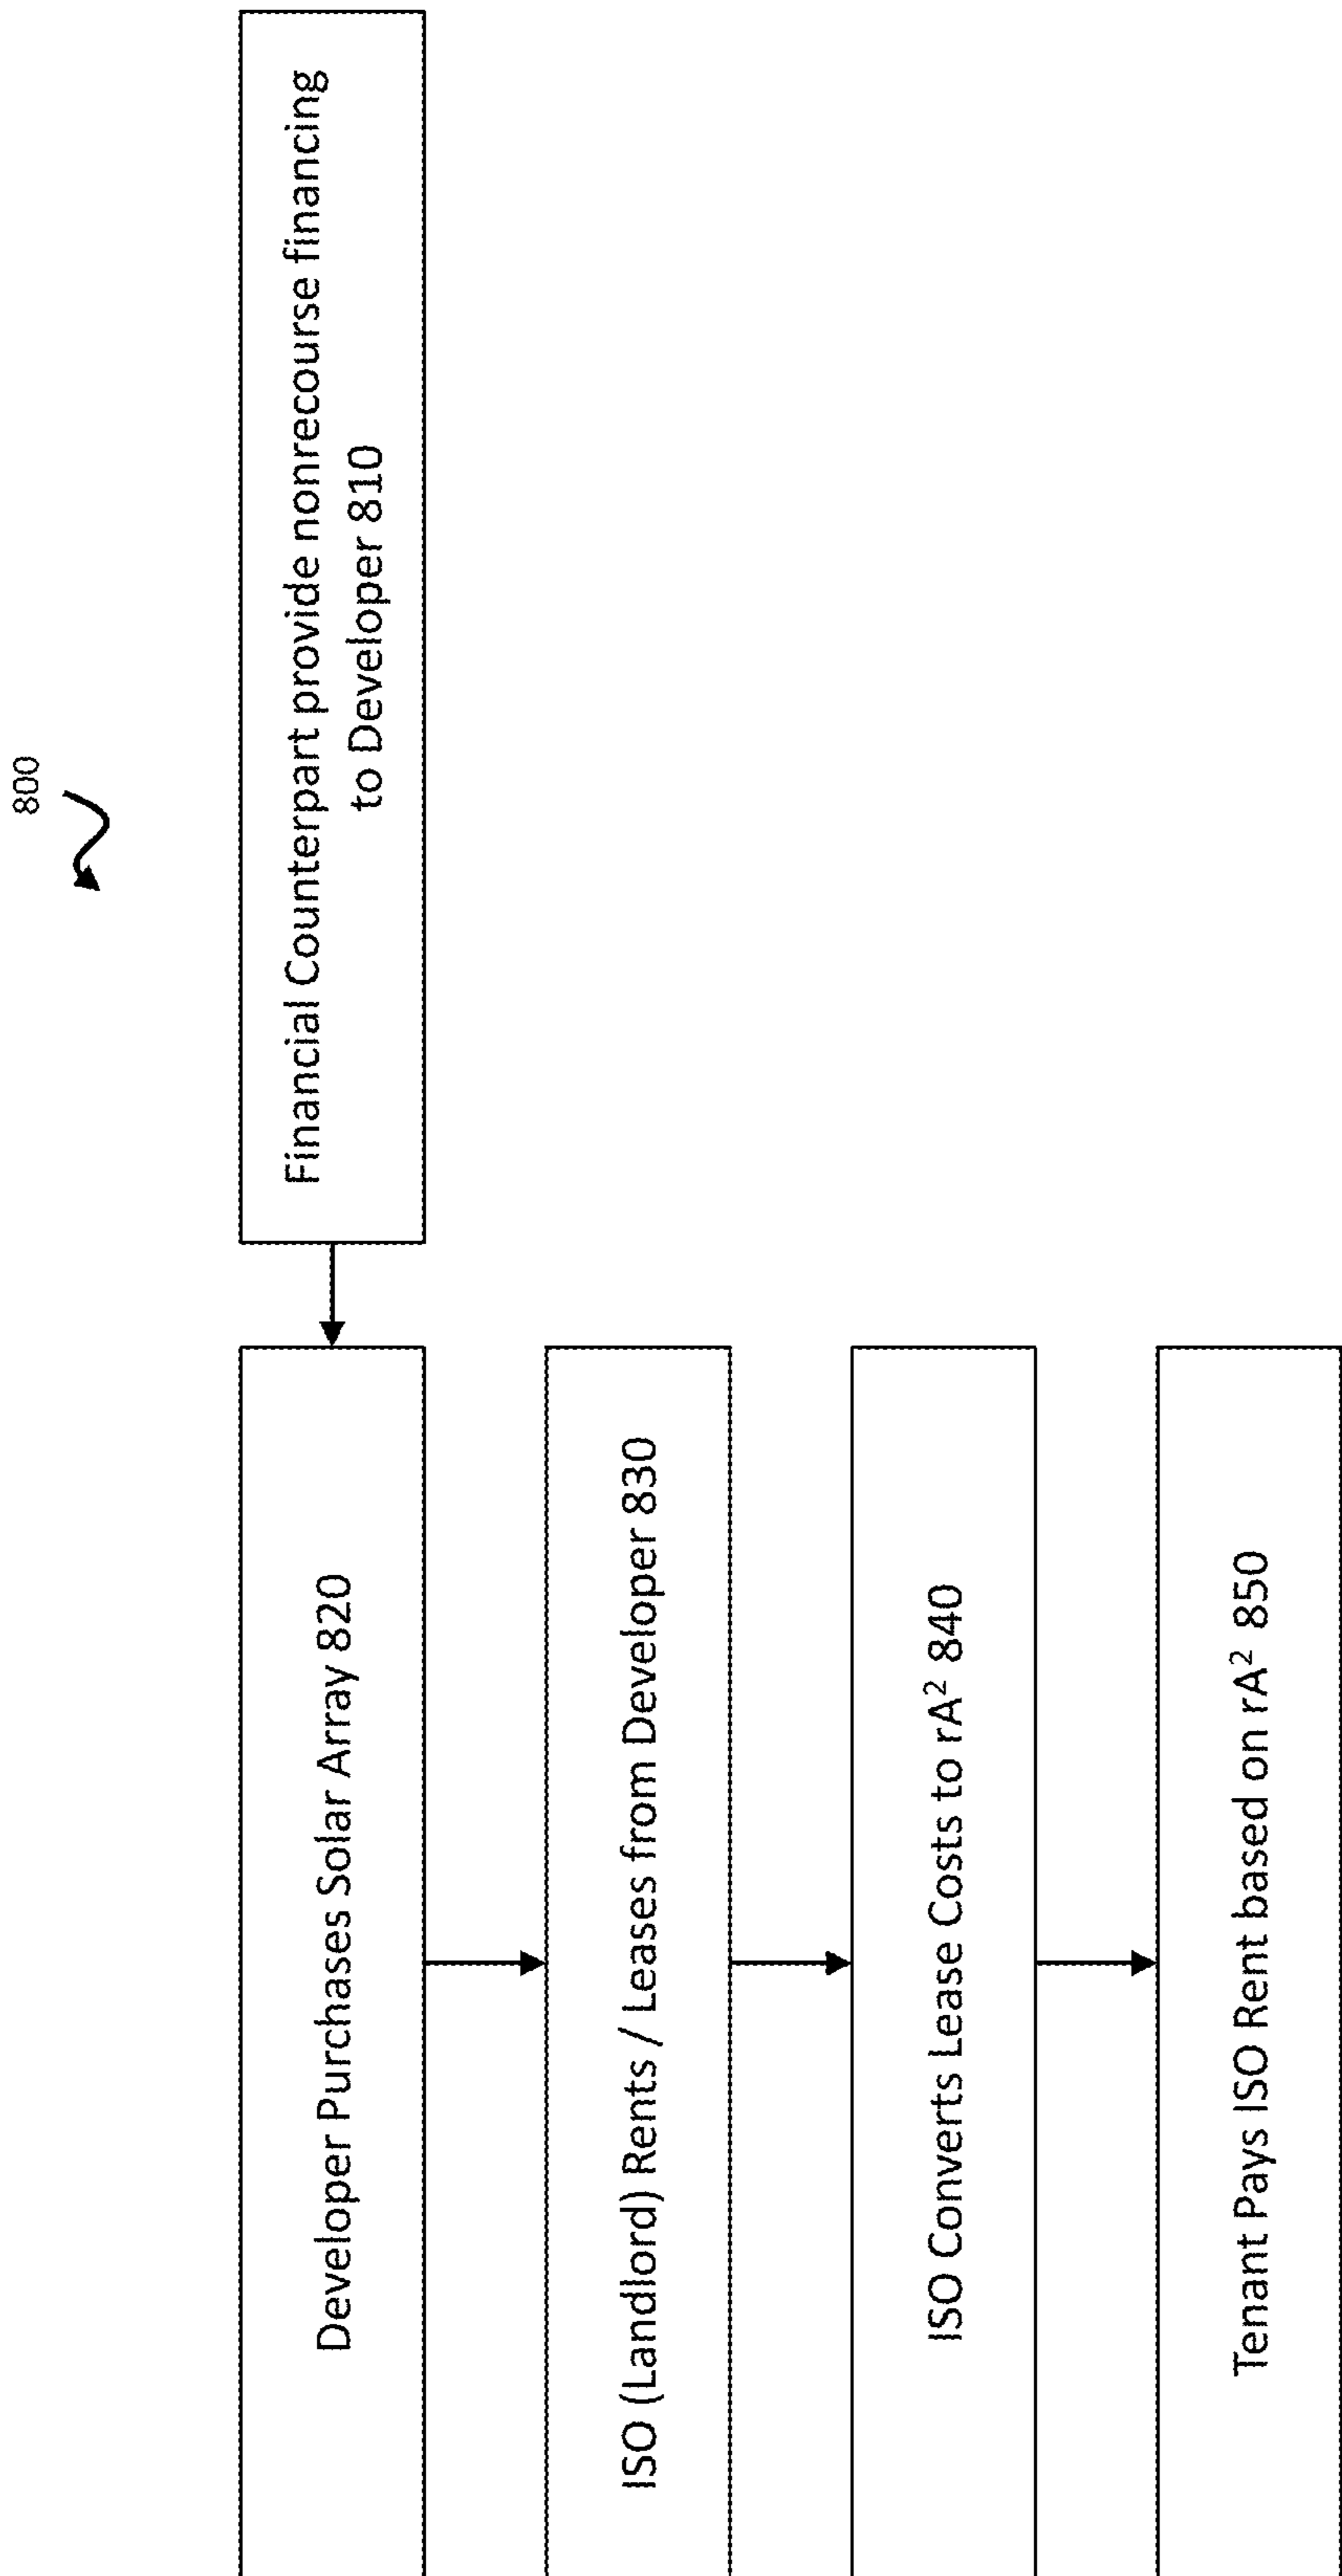 800
Financial Counterpart provide nonrecourse financing
to Developer 810
Developer Purchases Solar Array 820
ISO (Landlord) Rents / Leases from Developer 830
ISO Converts Lease Costs to rA² 840
Tenant Pays ISO Rent based on rA² 850